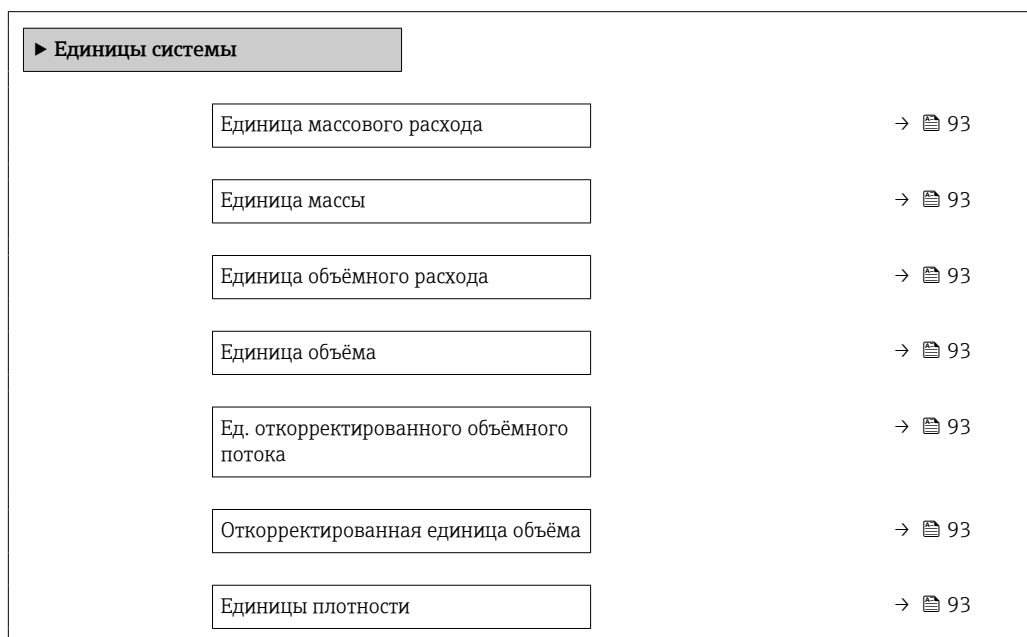 ► Единицы системы
Единица массового расхода → 93
Единица массы → 93
Единица объёмного расхода → 93
Единица объёма → 93
Ед. откорректированного объёмного → 93
потока
Откорректированная единица объёма → 93
Единицы плотности → 93